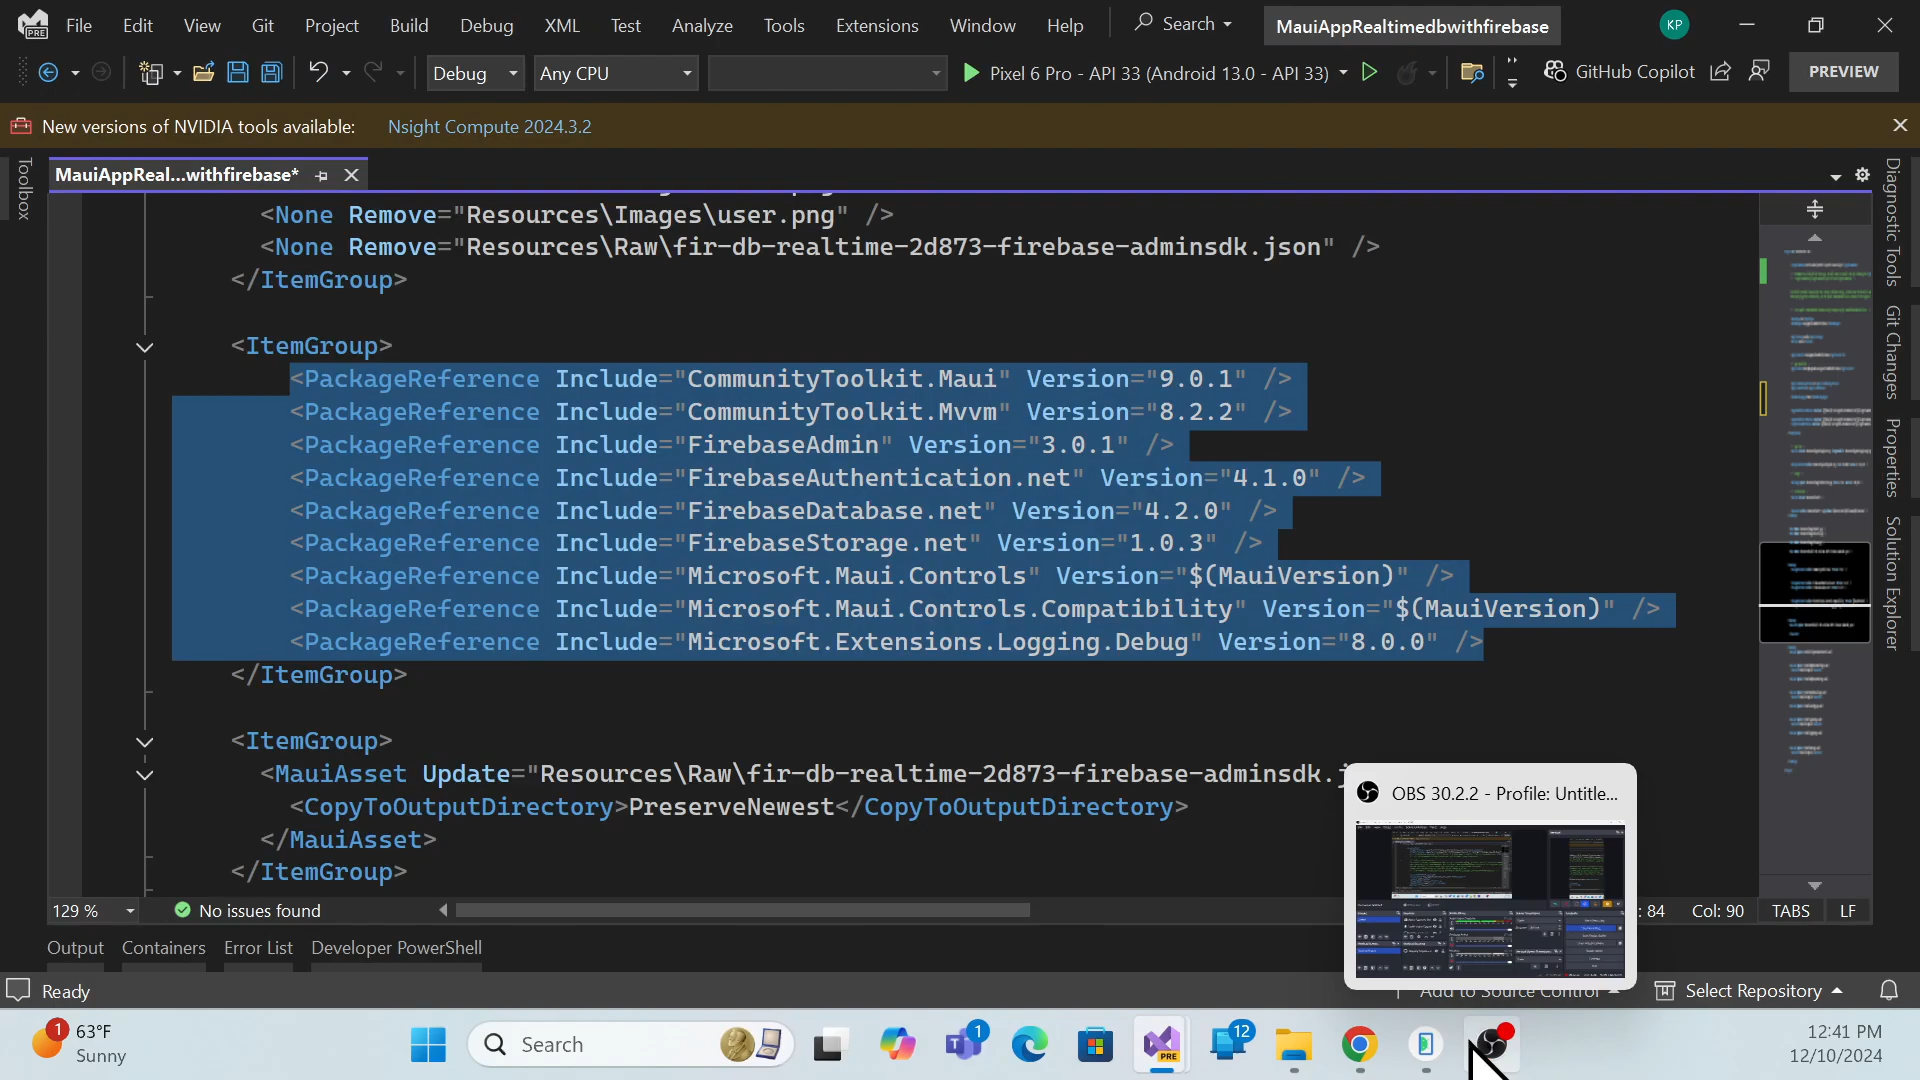 File Edit View Git Project Build Debug XML Test Analyze Tools Extensions Window Help Search MauiAppRealtimedbwithfirebase KP
PRE
Debug Any CPU Pixel 6 Pro - API 33 (Android 13.0 - API 33) GitHub Copilot PREVIEW
New versions of NVIDIA tools available: Nsight Compute 2024.3.2
Toolbox
MauiAppReal...withfirebase*
<None Remove="Resources\Images\user.png" />
<None Remove="Resources\Raw\fir-db-realtime-2d873-firebase-adminsdk.json" />
</ItemGroup>
<ItemGroup>
<PackageReference Include="CommunityToolkit.Maui" Version="9.0.1" />
<PackageReference Include="CommunityToolkit.Mvvm" Version="8.2.2" />
<PackageReference Include="FirebaseAdmin" Version="3.0.1" />
<PackageReference Include="FirebaseAuthentication.net" Version="4.1.0" />
<PackageReference Include="FirebaseDatabase.net" Version="4.2.0" />
<PackageReference Include="FirebaseStorage.net" Version="1.0.3" />
<PackageReference Include="Microsoft.Maui.Controls" Version="$(MauiVersion)" />
<PackageReference Include="Microsoft.Maui.Controls.Compatibility" Version="$(MauiVersion)" />
<PackageReference Include="Microsoft.Extensions.Logging.Debug" Version="8.0.0" />
</ItemGroup>
<ItemGroup>
<MauiAsset Update="Resources\Raw\fir-db-realtime-2d873-firebase-adminsdk.j
<CopyToOutputDirectory>PreserveNewest</CopyToOutputDirectory>
</MauiAsset>
</ItemGroup>
Diagnostic Tools
Git Changes
Properties
Solution Explorer
OBS 30.2.2 - Profile: Untitle...
129 % No issues found : 84 Col: 90 TABS LF
Output Containers Error List Developer PowerShell
Ready Add to Source Control Select Repository
1 63°F
Sunny
Search
1
PRE
12
12:41 PM
12/10/2024